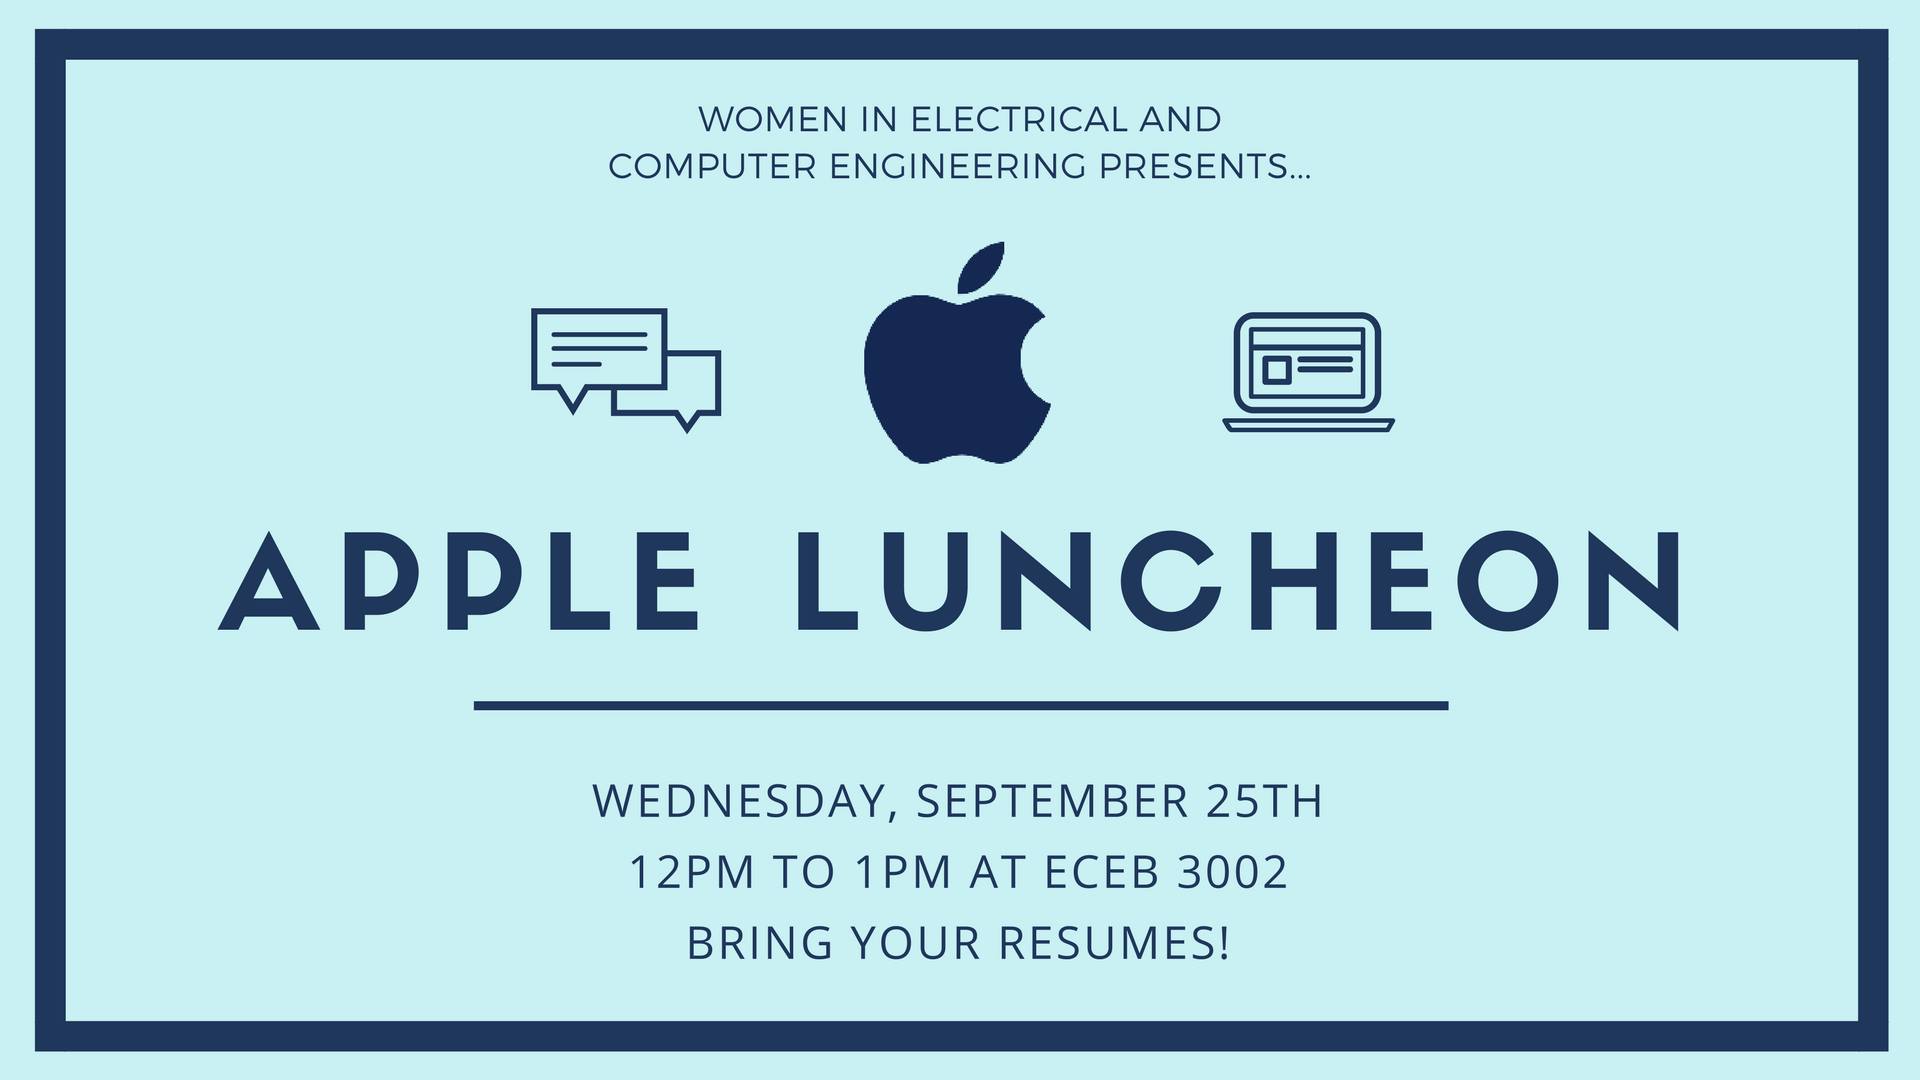 WOMEN IN ELECTRICAL AND
COMPUTER ENGINEERING PRESENTS...
APPLE LUNCHEON
WEDNESDAY, SEPTEMBER 25TH
12PM TO 1PM AT ECEB 3002
BRING YOUR RESUMES!